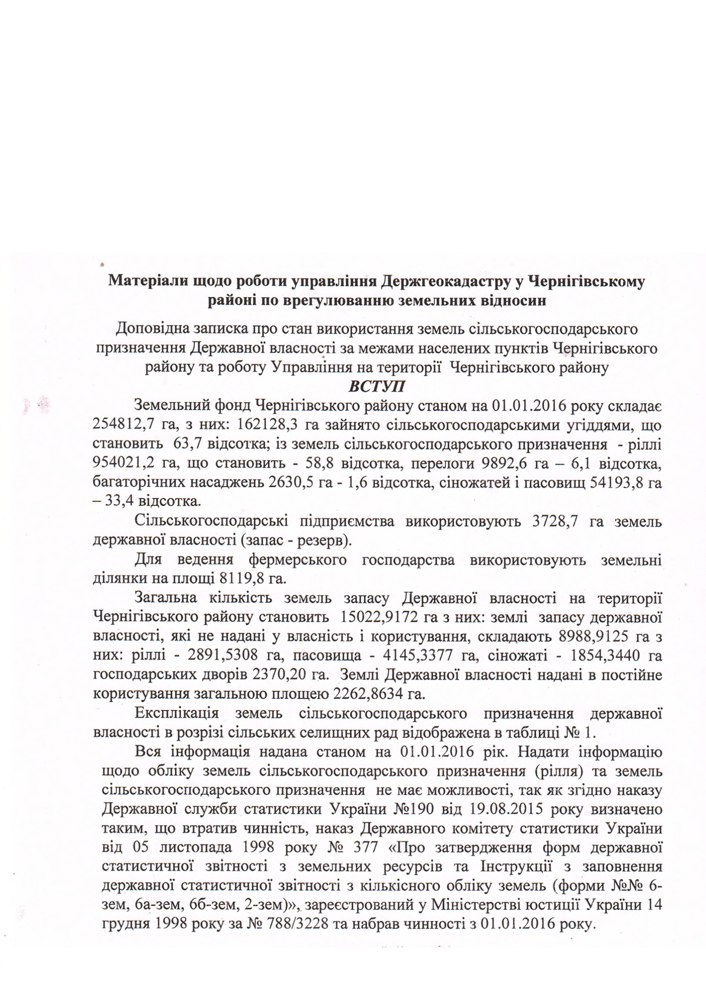 Матеріали щодо роботи управління Держгеокадастру у Чернігівському
районі по врегулюванню земельних відносин
Доповідна записка про стан використання земель сільськогосподарського
призначення Державної власності за межами населених пунктів Чернігівського
району та роботу Управління на території Чернігівського району
ВСТУП
Земельний фонд Чернігівського району станом на 01.01.2016 року складає
254812,7 га, з них: 162128,3 га зайнято сільськогосподарськими угіддями, що
становить 63,7 відсотка; із земель сільськогосподарського призначення - ріллі
954021,2 га, що становить - 58,8 відсотка, перелоги 9892,6 га – 6,1 відсотка,
багаторічних насаджень 2630,5 га - 1,6 відсотка, сіножатей і пасовищ 54193,8 га
– 33,4 відсотка.
Сільськогосподарські підприємства використовують 3728,7 га земель
державної власності (запас - резерв).
Для ведення фермерського господарства використовують земельні
ділянки на площі 8119,8 га.
Загальна кількість земель запасу Державної власності на території
Чернігівського району становить 15022,9172 га з них: землі запасу державної
власності, які не надані у власність і користування, складають 8988,9125 га з
них: ріллі - 2891,5308 га, пасовища - 4145,3377 га, сіножаті - 1854,3440 га
господарських дворів 2370,20 га. Землі Державної власності надані в постійне
користування загальною площею 2262,8634 га.
Експлікація земель сільськогосподарського призначення державної
власності в розрізі сільських селищних рад відображена в таблиці № 1.
Вся інформація надана станом на 01.01.2016 рік. Надати інформацію
щодо обліку земель сільськогосподарського призначення (рілля) та земель
сільськогосподарського призначення не має можливості, так як згідно наказу
Державної служби статистики України №190 від 19.08.2015 року визначено
таким, що втратив чинність, наказ Державного комітету статистики України
від 05 листопада 1998 року № 377 «Про затвердження форм державної
статистичної звітності з земельних ресурсів та Інструкції з заповнення
державної статистичної звітності з кількісного обліку земель (форми №№ 6-
зем, 6а-зем, 6б-зем, 2-зем)», зареєстрований у Міністерстві юстиції України 14
грудня 1998 року за № 788/3228 та набрав чинності з 01.01.2016 року.